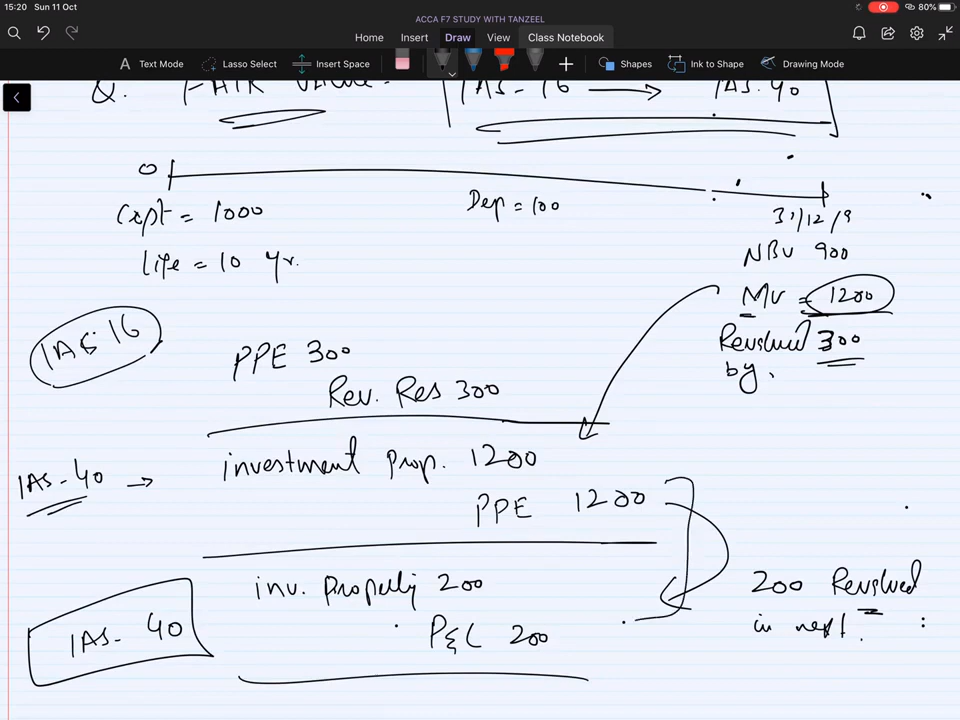 15:20 Sun 11 Oct
80%
ACCA F7 STUDY WITH TANZEEL
Home Insert Draw View Class Notebook
Text Mode Lasso Select Insert Space Shapes Ink to Shape Drawing Mode
Q. FAIR value - IAS-16 → IAS-40
0
Dep = 100
Cost = 1000
31/12/9
life = 10 yr.
NBV 900
MV = 1200
IAS-16
PPE 300
Revalued 300
by.
Rev. Res 300
IAS-40 →
investment prop. 1200
PPE 1200
inv. Property 200
200 Revalued
in next.
IAS-40
P&L 200